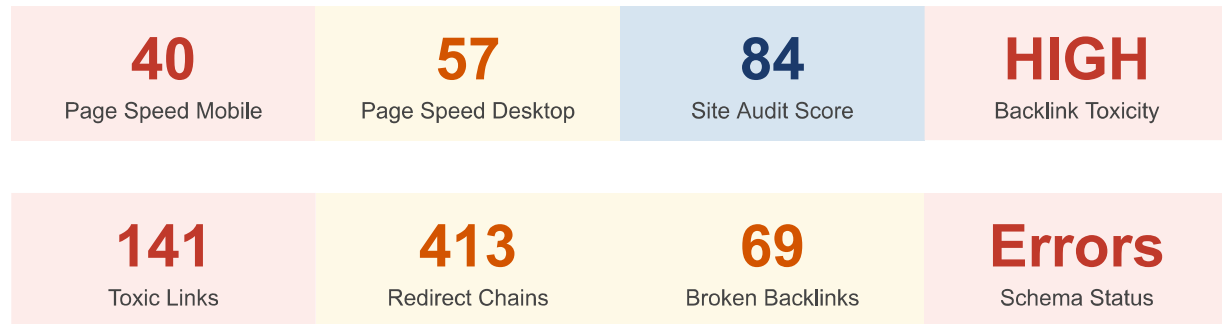 40 57 84 HIGH
Page Speed Mobile Page Speed Desktop Site Audit Score Backlink Toxicity
141 413 69 Errors
Toxic Links Redirect Chains Broken Backlinks Schema Status